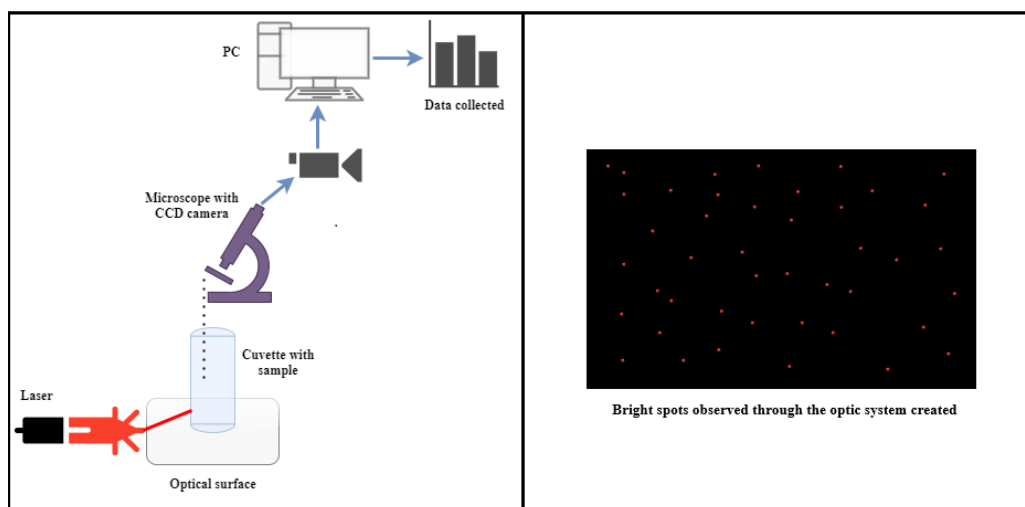 PC
Data collected
Microscope with
CCD camera
Cuvette with
sample
Laser
Optical surface
Bright spots observed through the optic system created